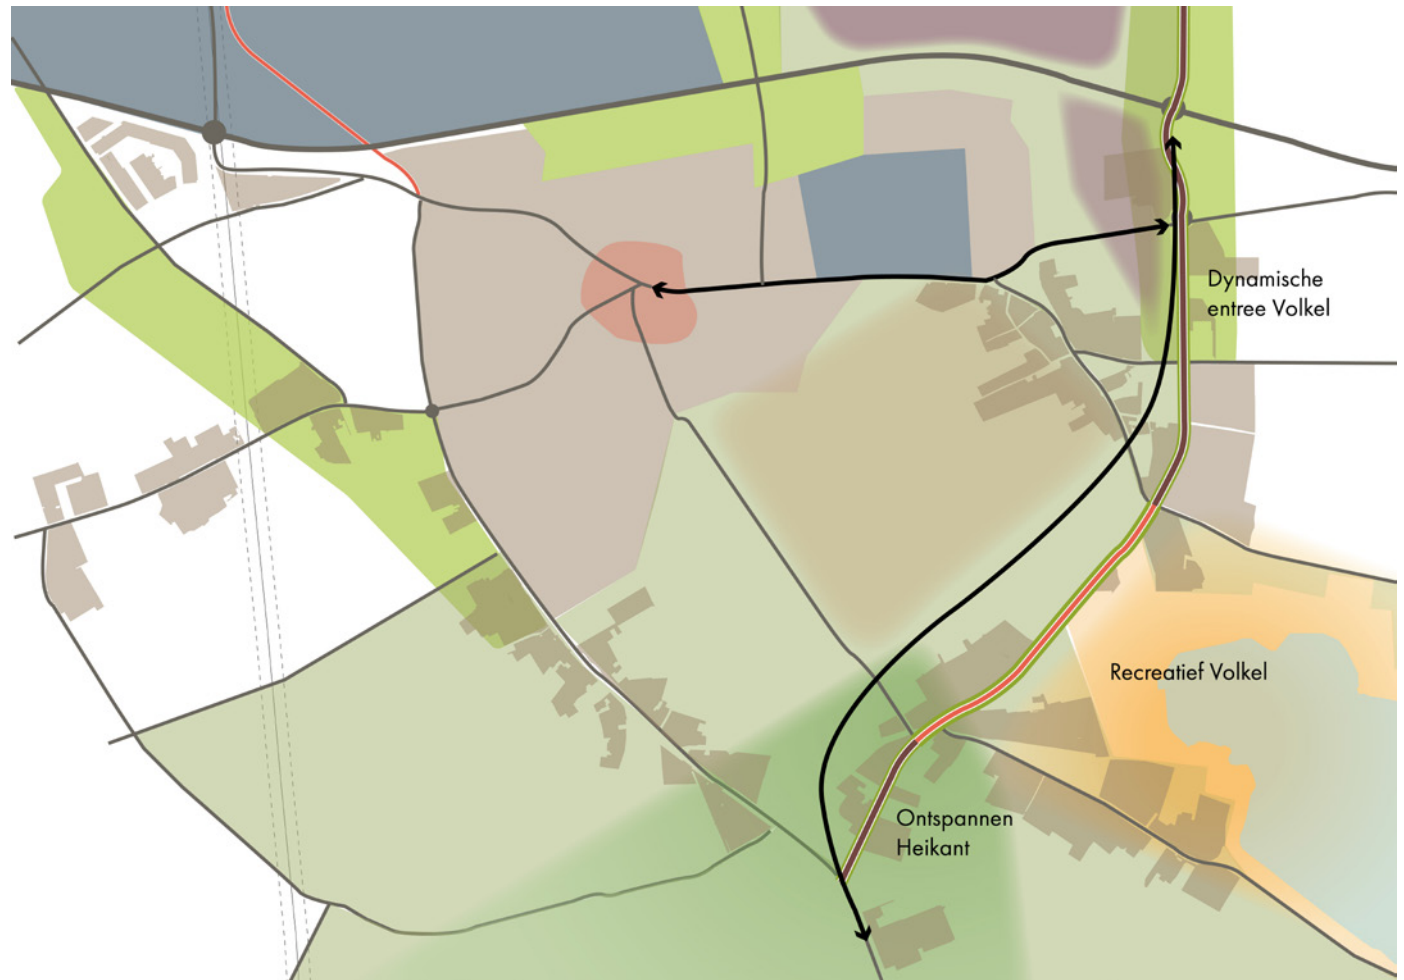 Dynamische
entree Volkel
Recreatief Volkel
Ontspannen
Heikant